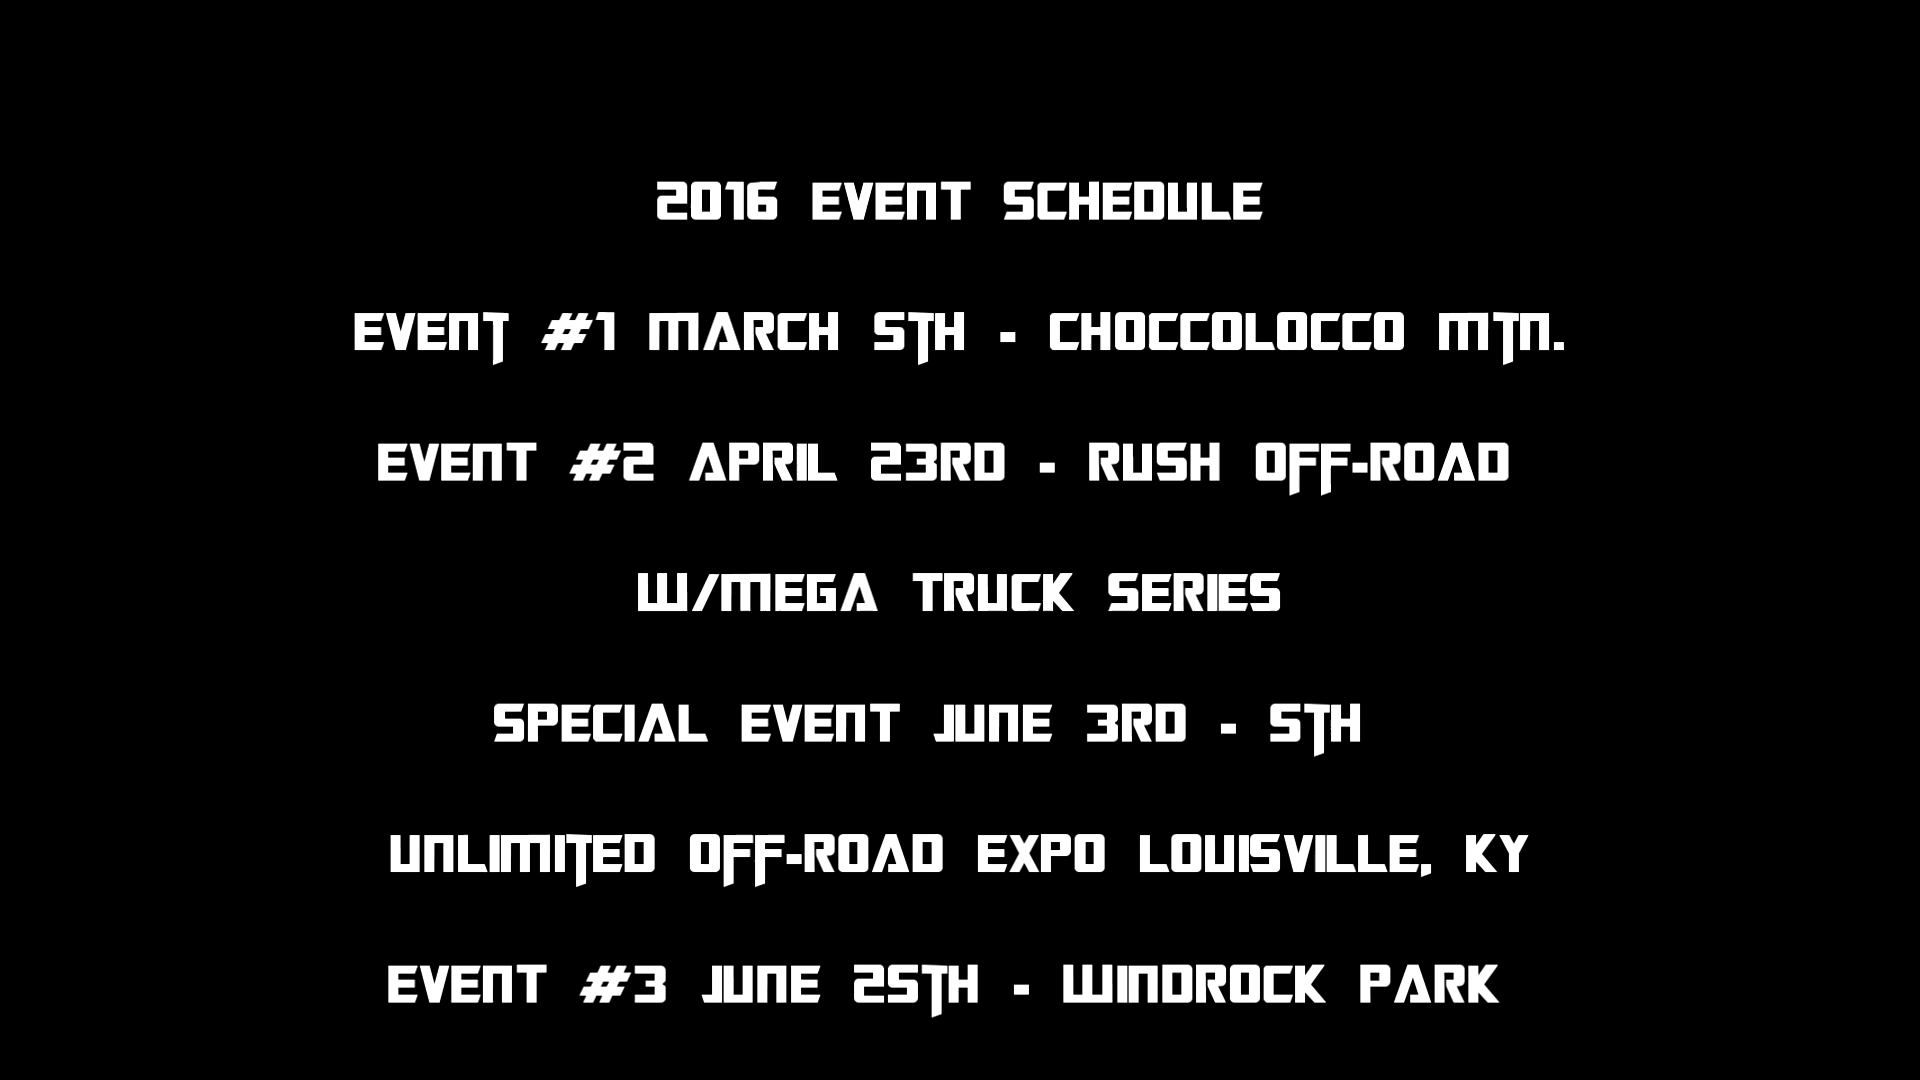 2016 EVENT SCHEDULE
EVENT #1 MARCH 5TH - CHOCCOLOCCO MTN.
EVENT #2 APRIL 23RD - RUSH OFF-ROAD
W/MEGA TRUCK SERIES
SPECIAL EVENT JUNE 3RD - 5TH
UNLIMITED OFF-ROAD EXPO LOUISVILLE, KY
EVENT #3 JUNE 25TH - WINDROCK PARK